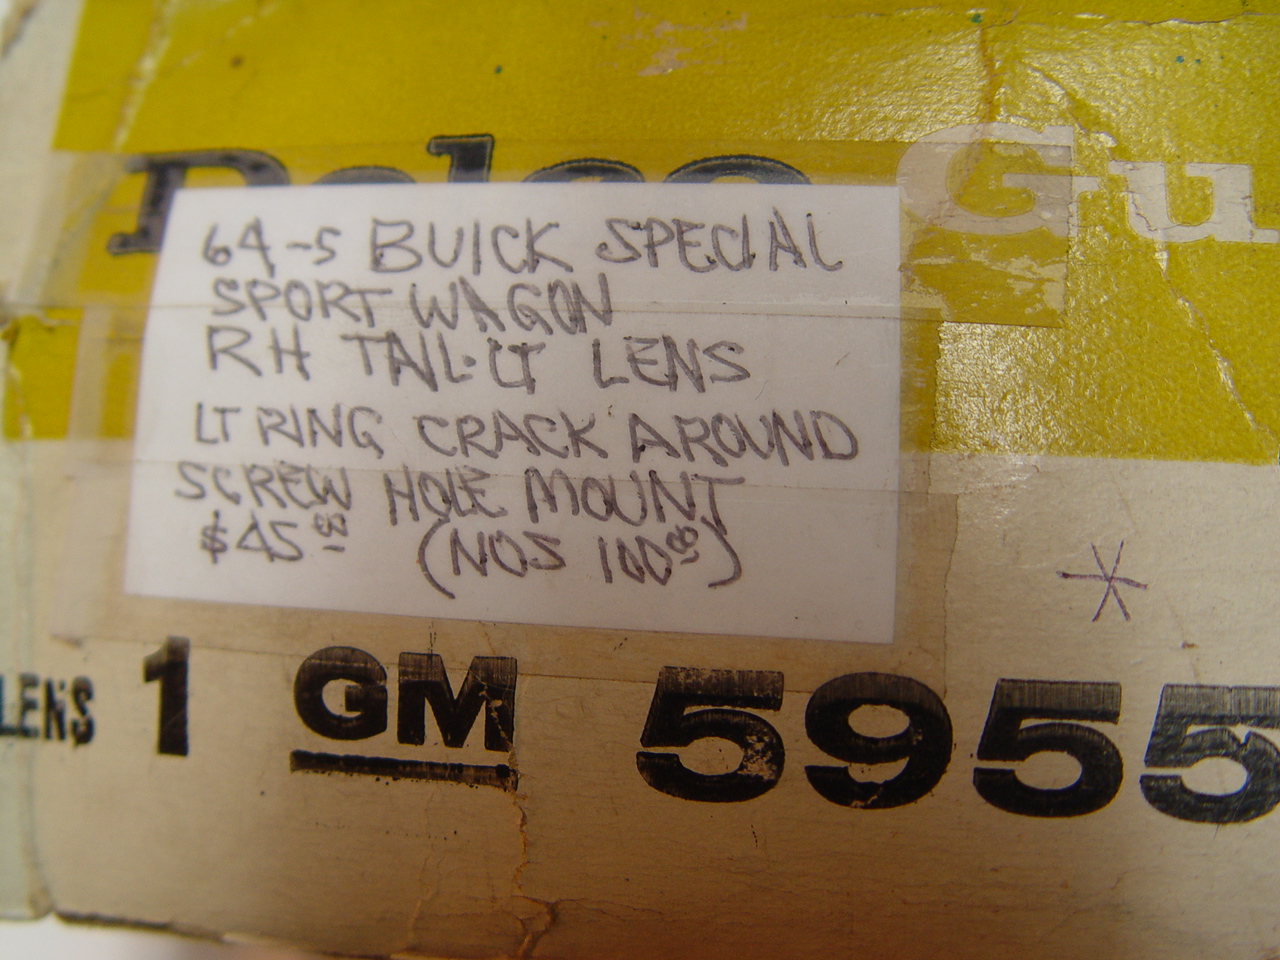 Delco Gu
64-5 BUICK SPECIAL
SPORT WAGON
RH TAIL-LT LENS
LT RING CRACK AROUND
SCREW HOLE MOUNT
$45.00 (NOS 100.00)
LENS 1 GM 5955